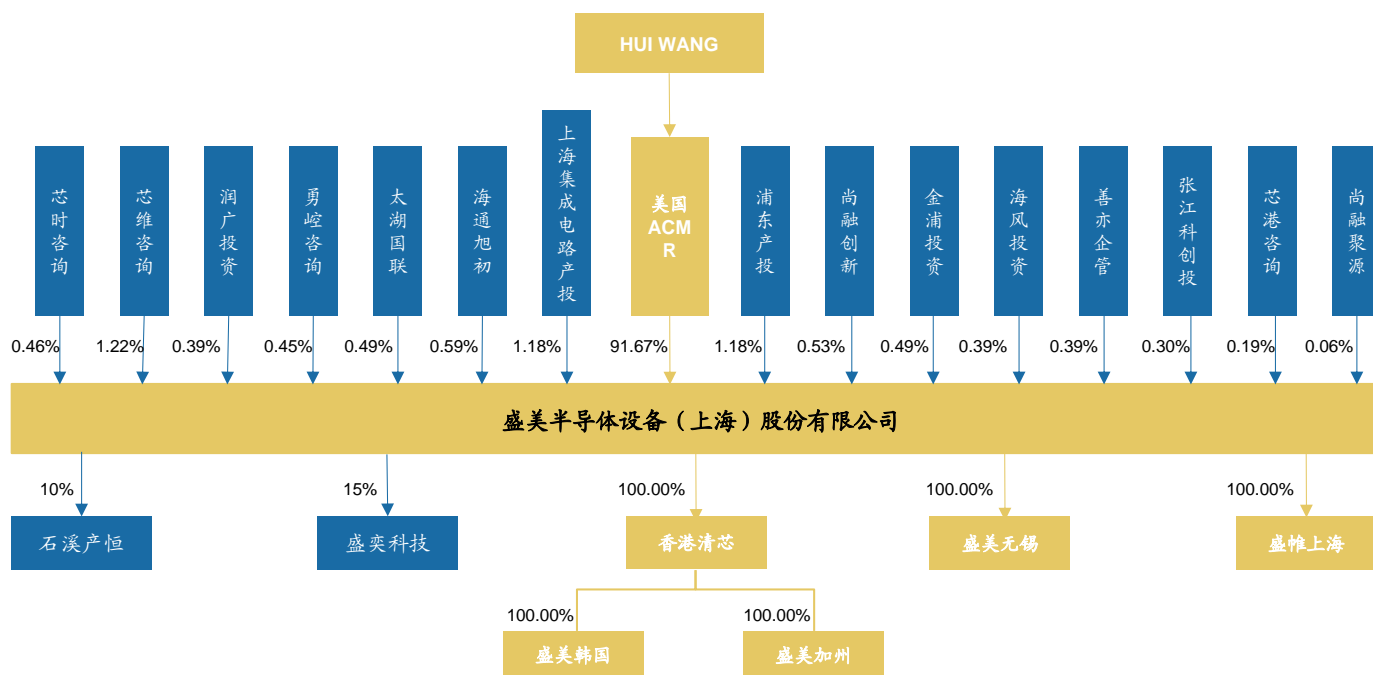 HUI WANG
芯时咨询
芯维咨询
润广投资
勇崆咨询
太湖国联
海通旭初
上海集成电路产投
美国
ACM
R
浦东产投
尚融创新
金浦投资
海风投资
善亦企管
张江科创投
芯港咨询
尚融聚源
0.46%
1.22%
0.39%
0.45%
0.49%
0.59%
1.18%
91.67%
1.18%
0.53%
0.49%
0.39%
0.39%
0.30%
0.19%
0.06%
盛美半导体设备（上海）股份有限公司
10%
15%
100.00%
100.00%
100.00%
石溪产恒
盛奕科技
香港清芯
盛美无锡
盛帷上海
100.00%
100.00%
盛美韩国
盛美加州